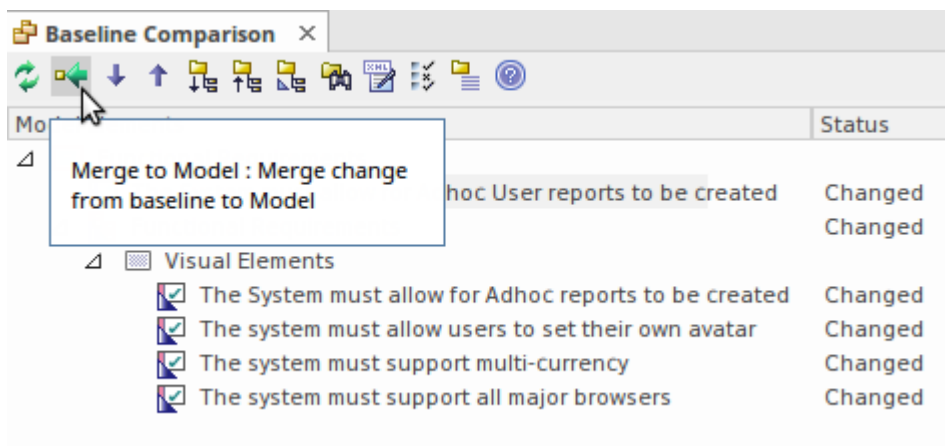 Baseline Comparison
XML
?
Mo
Status
Merge to Model : Merge change
from baseline to Model
hoc User reports to be created
Changed
Changed
Visual Elements
The System must allow for Adhoc reports to be created
Changed
The system must allow users to set their own avatar
Changed
The system must support multi-currency
Changed
The system must support all major browsers
Changed